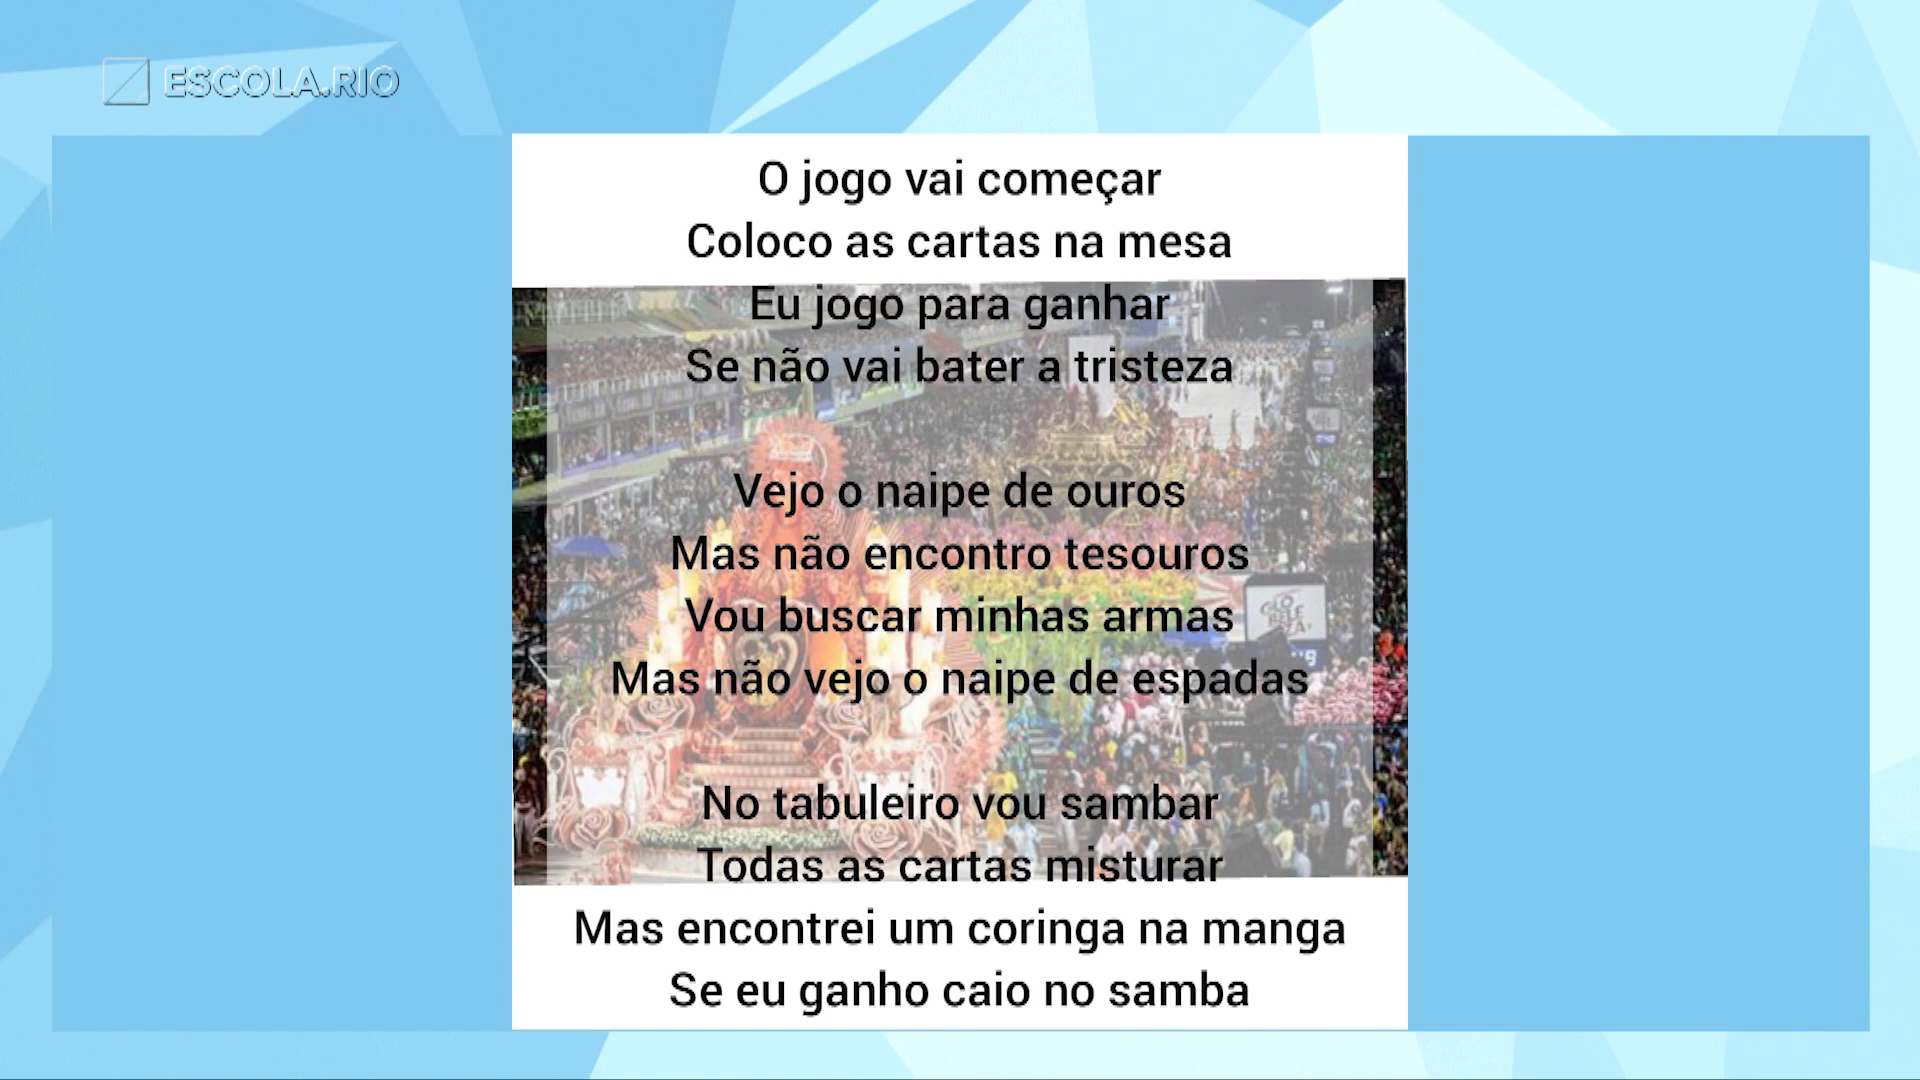 ESCOLA.RIO
O jogo vai começar
Coloco as cartas na mesa
Eu jogo para ganhar
Se não vai bater a tristeza
Vejo o naipe de ouros
Mas não encontro tesouros
Vou buscar minhas armas
Mas não vejo o naipe de espadas
No tabuleiro vou sambar
Todas as cartas misturar
Mas encontrei um coringa na manga
Se eu ganho caio no samba